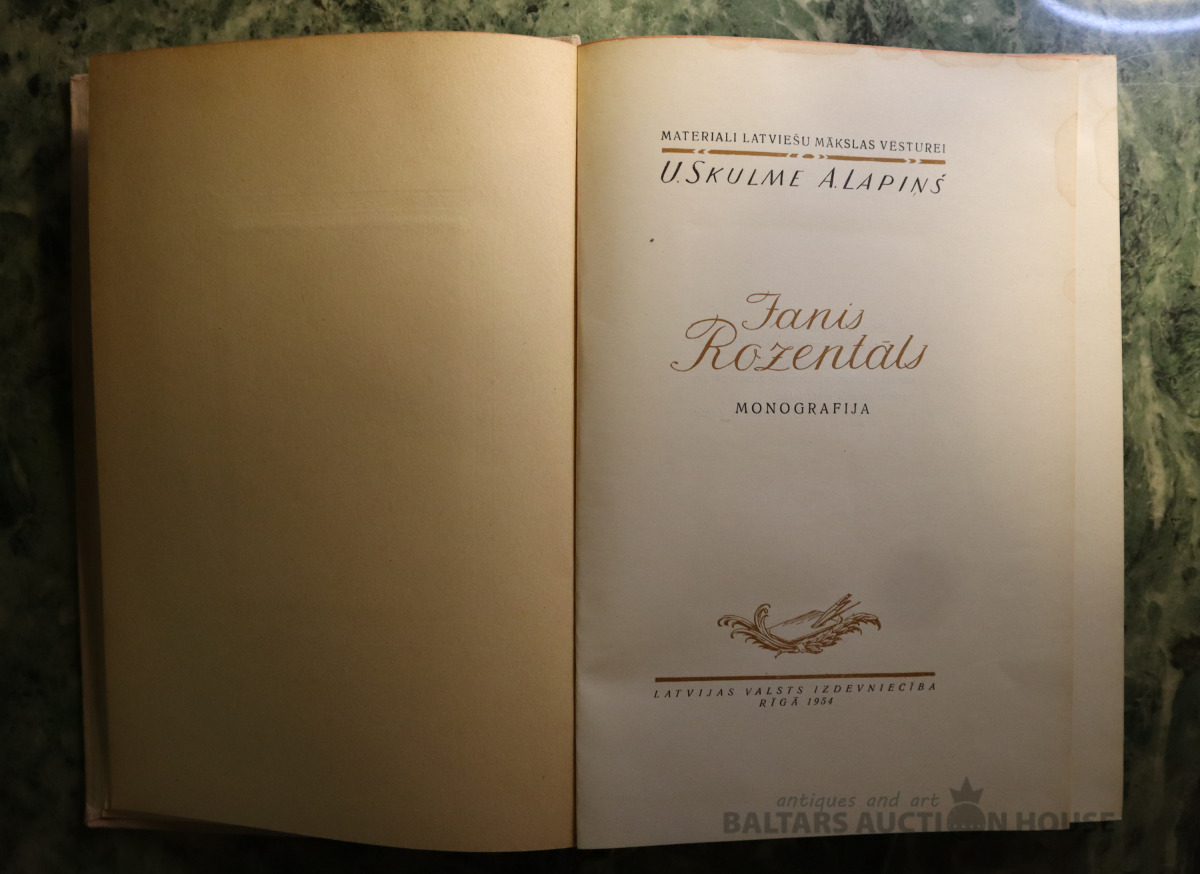 MATERIALI LATVIEŠU MĀKSLAS VESTUREI
U. SKULME A. LAPIŅŠ
Janis
Rozentāls
MONOGRAFIJA
LATVIJAS VALSTS IZDEVNIECĪBA
RĪGĀ 1954
antiques and art
BALTARS AUCTION HOUSE